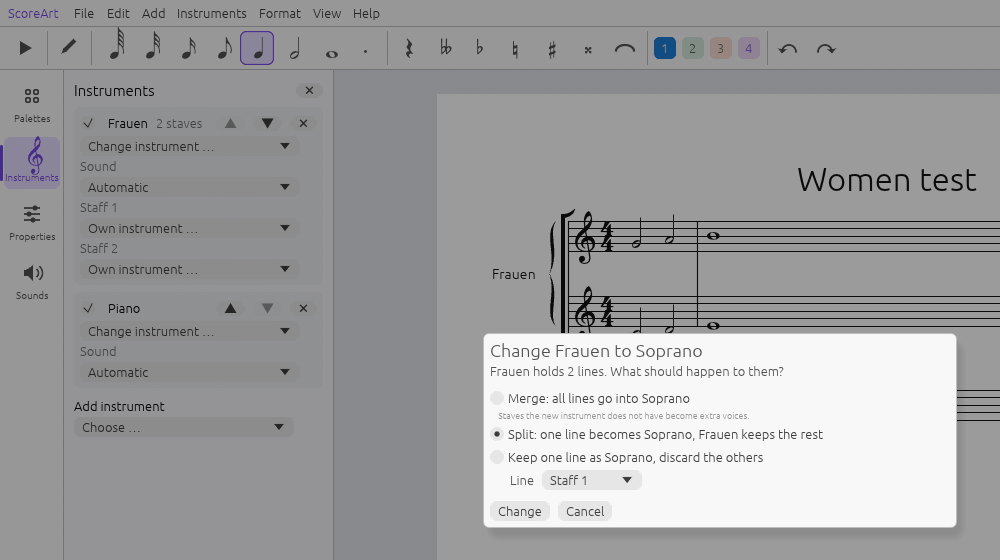 ScoreArt File Edit Add Instruments Format View Help
1 2 3 4
Palettes
Instruments
Properties
Sounds
Instruments
Frauen 2 staves
Change instrument ...
Sound
Automatic
Staff 1
Own instrument ...
Staff 2
Own instrument ...
Piano
Change instrument ...
Sound
Automatic
Add instrument
Choose ...
Women test
Frauen
Change Frauen to Soprano
Frauen holds 2 lines. What should happen to them?
Merge: all lines go into Soprano
Staves the new instrument does not have become extra voices.
Split: one line becomes Soprano, Frauen keeps the rest
Keep one line as Soprano, discard the others
Line Staff 1
Change Cancel